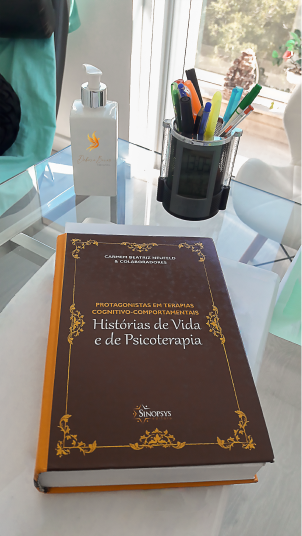 CARMEM BEATRIZ NEUFELD
& COLABORADORES
PROTAGONISTAS EM TERAPIAS
COGNITIVO-COMPORTAMENTAIS
Histórias de Vida
e de Psicoterapia
SINOPSYS